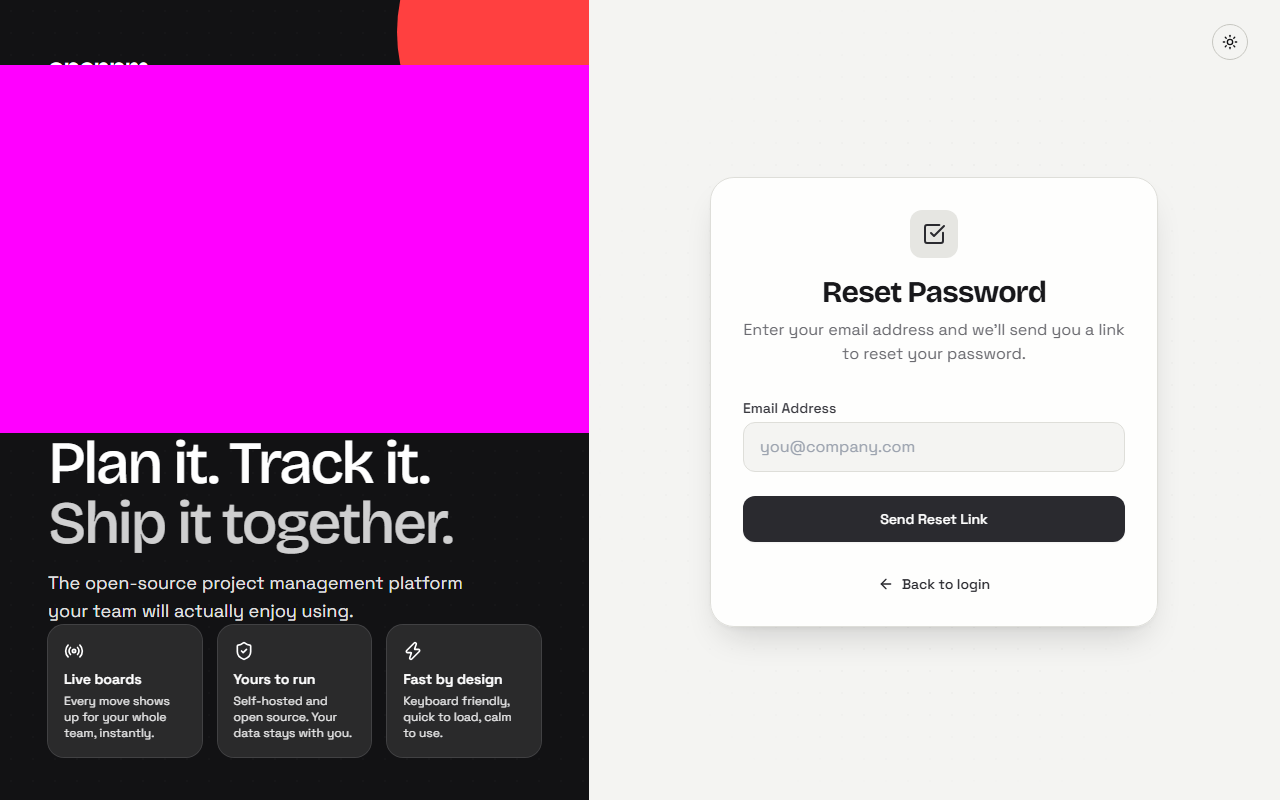 Plan it. Track it.
Ship it together.
The open-source project management platform
your team will actually enjoy using.
Live boards
Every move shows
up for your whole
team, instantly.
Yours to run
Self-hosted and
open source. Your
data stays with you.
Fast by design
Keyboard friendly,
quick to load, calm
to use.
Reset Password
Enter your email address and we'll send you a link
to reset your password.
Email Address
you@company.com
Send Reset Link
Back to login